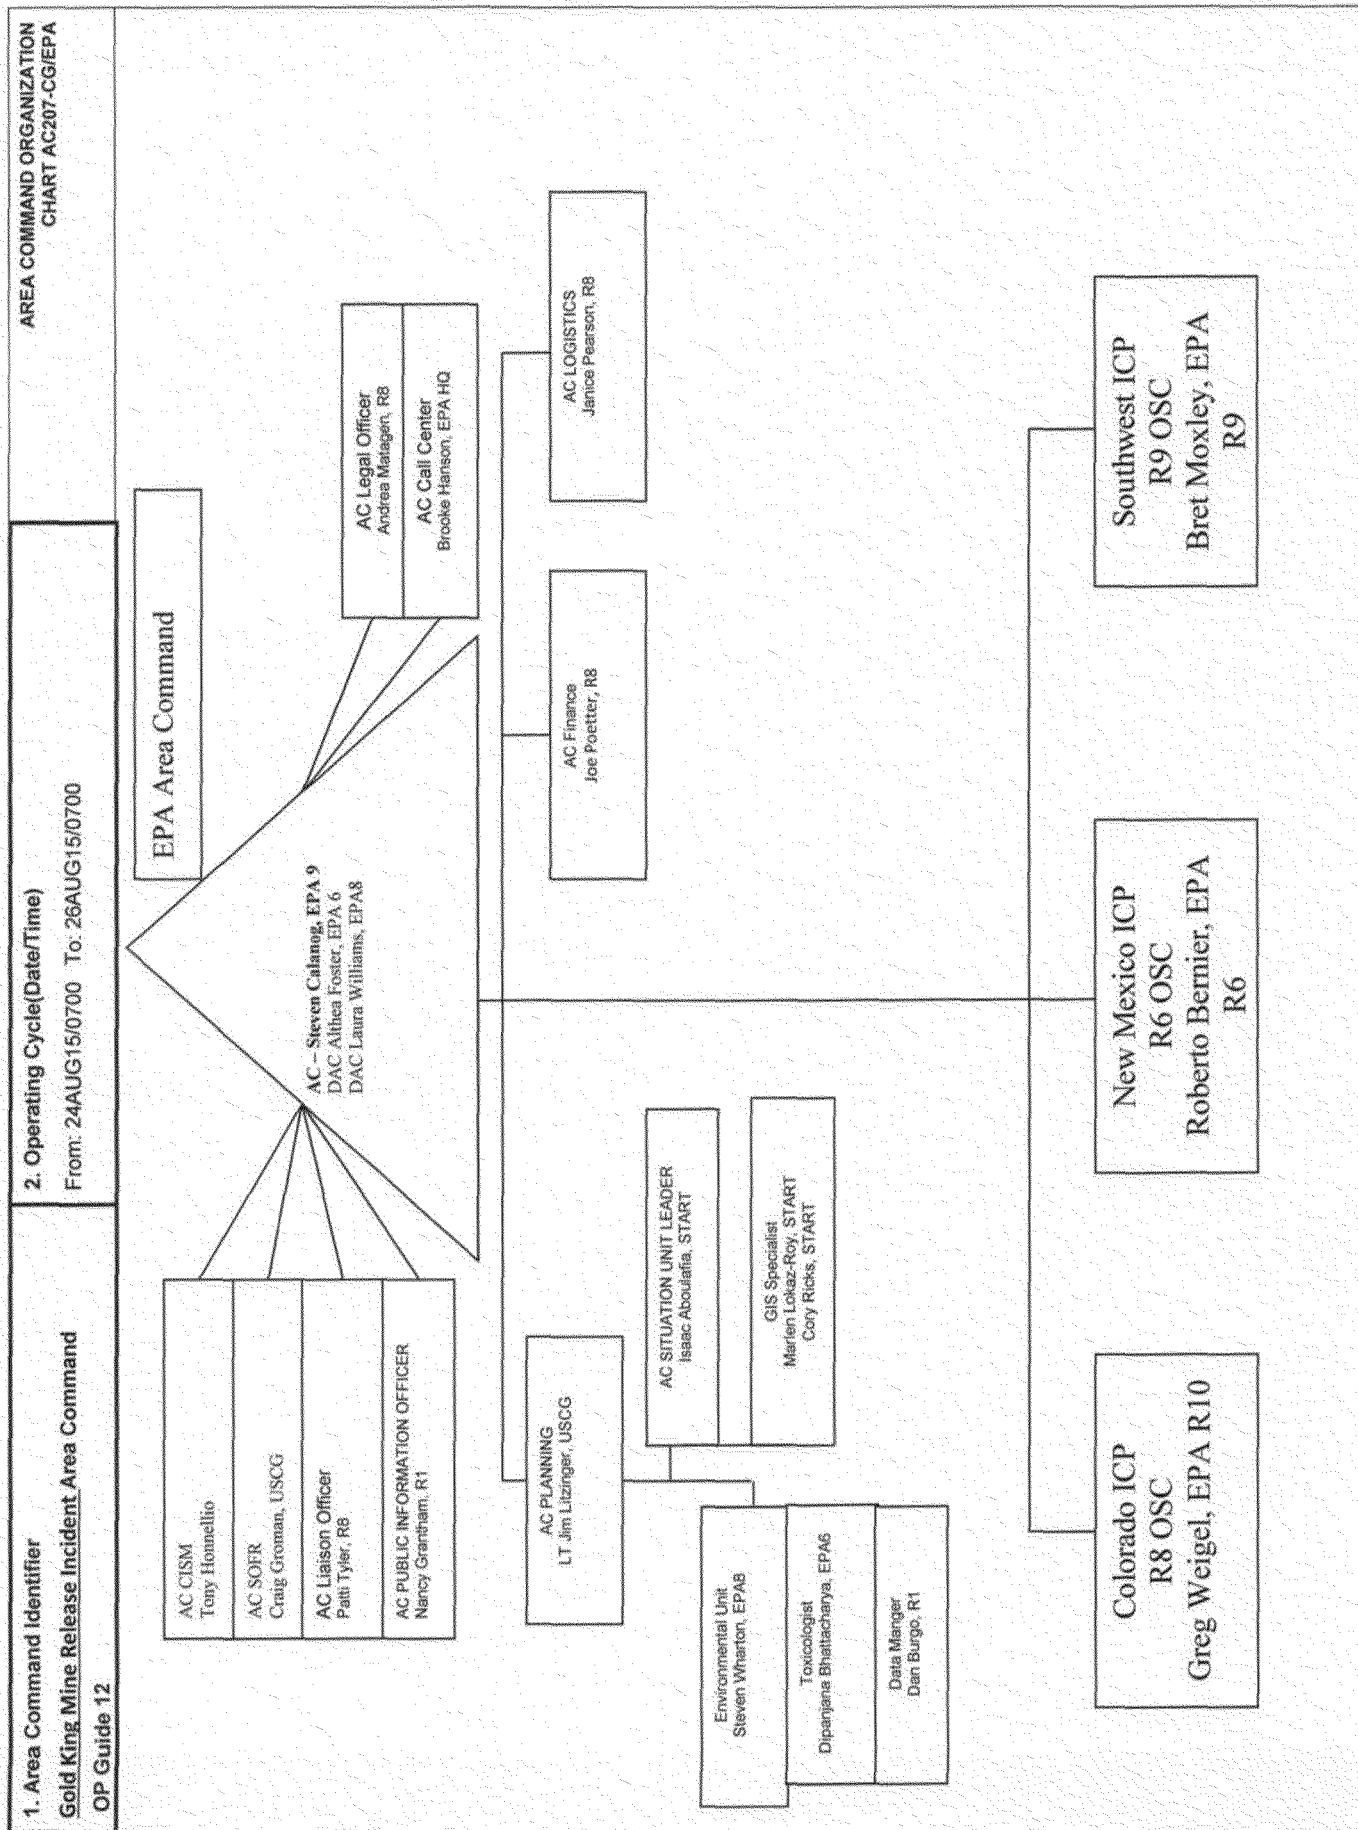 1. Area Command Identifier
Gold King Mine Release Incident Area Command
OP Guide 12
2. Operating Cycle(Date/Time)
From: 24AUG15/0700 To: 26AUG15/0700
AREA COMMAND ORGANIZATION
CHART AC207-CG/EPA
EPA Area Command
AC CISM
Tony Honnellio
AC SOFR
Craig Groman, USCG
AC Liaison Officer
Patti Tyler, R8
AC PUBLIC INFORMATION OFFICER
Nancy Grantham, R1
AC – Steven Calanog, EPA 9
DAC Althea Foster, EPA 6
DAC Laura Williams, EPA8
AC Legal Officer
Andrea Matagen, R8
AC Call Center
Brooke Hanson, EPA HQ
AC PLANNING
LT Jim Litzinger, USCG
AC Finance
Joe Poetter, R8
AC LOGISTICS
Janice Pearson, R8
AC SITUATION UNIT LEADER
Isaac Aboulafia, START
GIS Specialist
Marlen Lokaz-Roy, START
Cory Ricks, START
Environmental Unit
Steven Wharton, EPA8
Toxicologist
Dipanjana Bhattacharya, EPA6
Data Manger
Dan Burgo, R1
Colorado ICP
R8 OSC
Greg Weigel, EPA R10
New Mexico ICP
R6 OSC
Roberto Bernier, EPA
R6
Southwest ICP
R9 OSC
Bret Moxley, EPA
R9